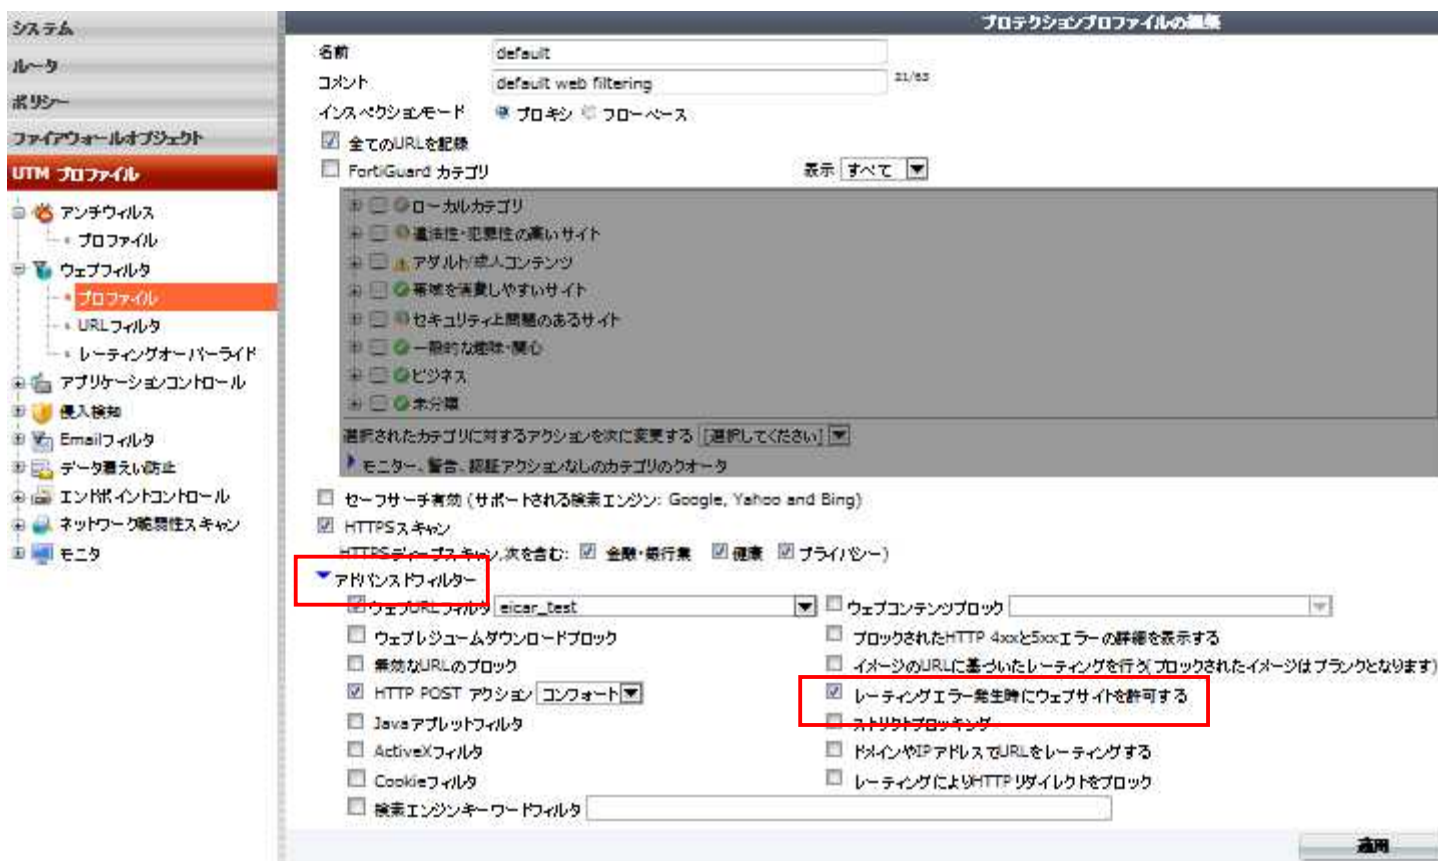 システム
ルータ
ポリシー
ファイアウォールオブジェクト
UTM プロファイル
アンチウィルス
プロファイル
ウェブフィルタ
プロファイル
URLフィルタ
レーティングオーバーライド
アプリケーションコントロール
侵入検知
Emailフィルタ
データ漏えい防止
エンドポイントコントロール
ネットワーク脆弱性スキャン
モニタ
プロテクションプロファイルの編集
名前 default
コメント default web filtering 21/63
インスペクションモード プロキシ フローベース
全てのURLを記録
FortiGuard カテゴリ 表示 すべて
ローカルカテゴリ
違法性・犯罪性の高いサイト
アダルト/成人コンテンツ
帯域を消費しやすいサイト
セキュリティ上問題のあるサイト
一般的な趣味・関心
ビジネス
未分類
選択されたカテゴリに対するアクションを次に変更する [選択してください]
モニター、警告、認証アクションなしのカテゴリのクオータ
セーフサーチ有効 (サポートされる検索エンジン: Google, Yahoo and Bing)
HTTPSスキャン
HTTPSディープスキャン,次を含む: 金融・銀行業 健康 プライバシー)
アドバンスドフィルター
ウェブURLフィルタ eicar_test ウェブコンテンツブロック
ウェブレジュームダウンロードブロック ブロックされたHTTP 4xxと5xxエラーの詳細を表示する
無効なURLのブロック イメージのURLに基づいたレーティングを行う(ブロックされたイメージはブランクとなります)
HTTP POST アクション コンフォート レーティングエラー発生時にウェブサイトを許可する
Javaアプレットフィルタ ストリクトブロッキング
ActiveXフィルタ ドメインやIPアドレスでURLをレーティングする
Cookieフィルタ レーティングによりHTTPリダイレクトをブロック
検索エンジンキーワードフィルタ
適用